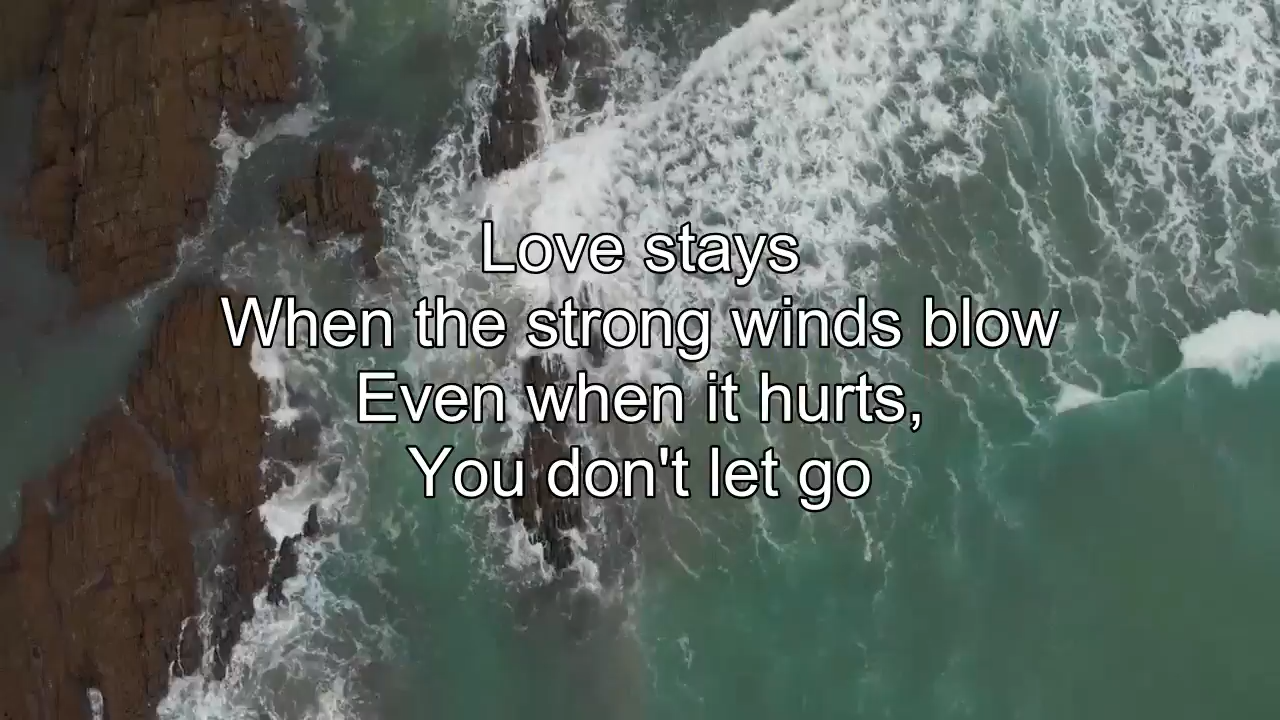 Love stays
When the strong winds blow
Even when it hurts,
You don't let go